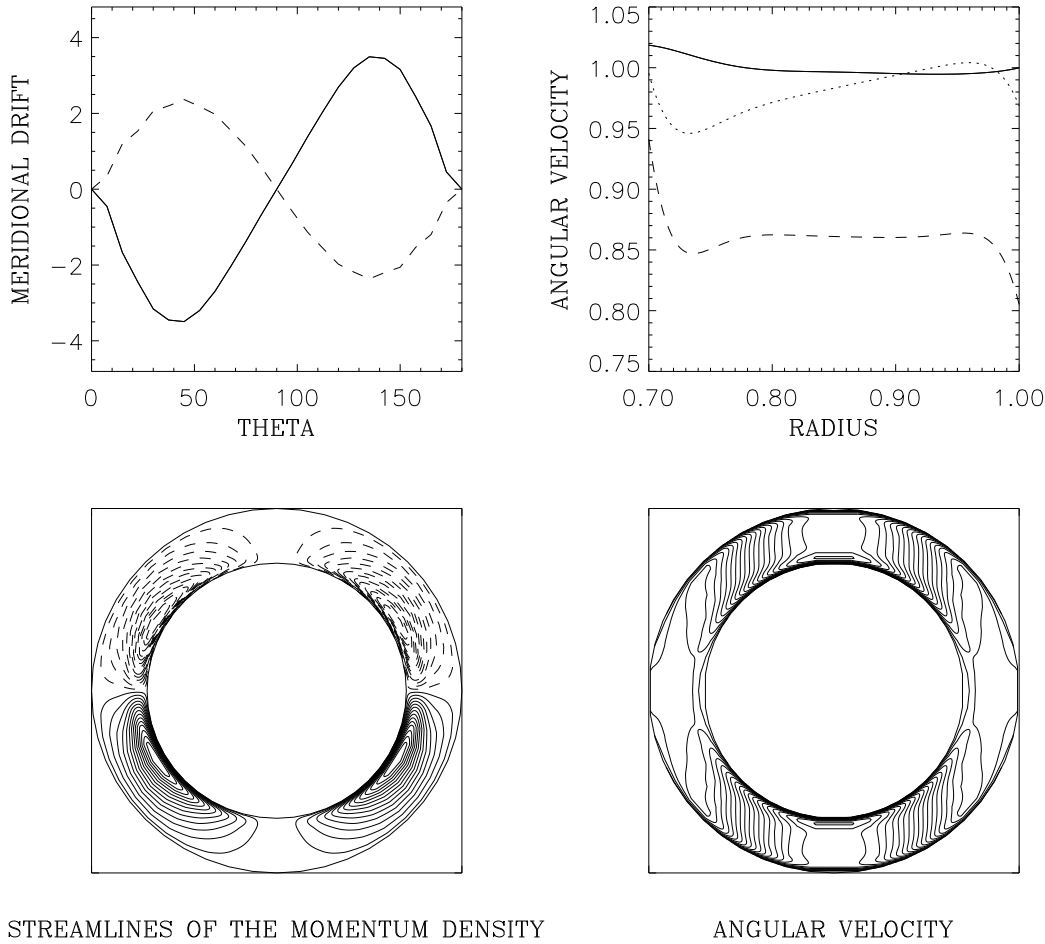 MERIDIONAL DRIFT
4
2
0
−2
−4
0 50 100 150
THETA
ANGULAR VELOCITY
1.05
1.00
0.95
0.90
0.85
0.80
0.75
0.70 0.80 0.90 1.00
RADIUS
STREAMLINES OF THE MOMENTUM DENSITY
ANGULAR VELOCITY